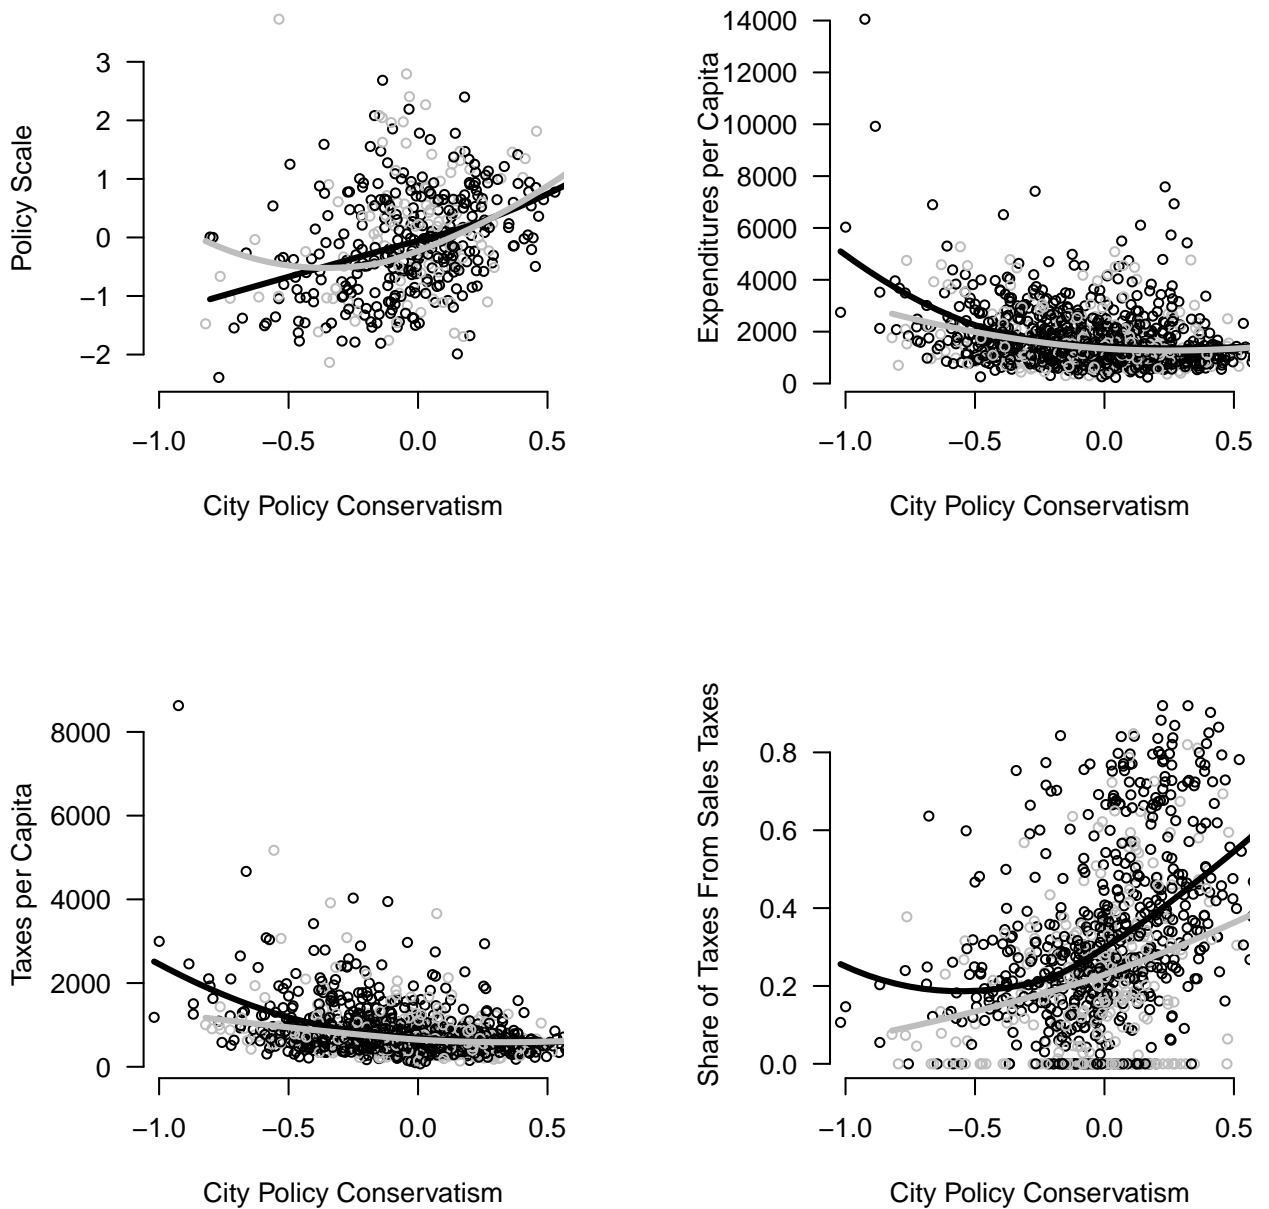 Policy Scale
3
2
1
0
−1
−2
−1.0 −0.5 0.0 0.5
City Policy Conservatism
Expenditures per Capita
14000
12000
10000
8000
6000
4000
2000
0
−1.0 −0.5 0.0 0.5
City Policy Conservatism
Taxes per Capita
8000
6000
4000
2000
0
−1.0 −0.5 0.0 0.5
City Policy Conservatism
Share of Taxes From Sales Taxes
0.8
0.6
0.4
0.2
0.0
−1.0 −0.5 0.0 0.5
City Policy Conservatism